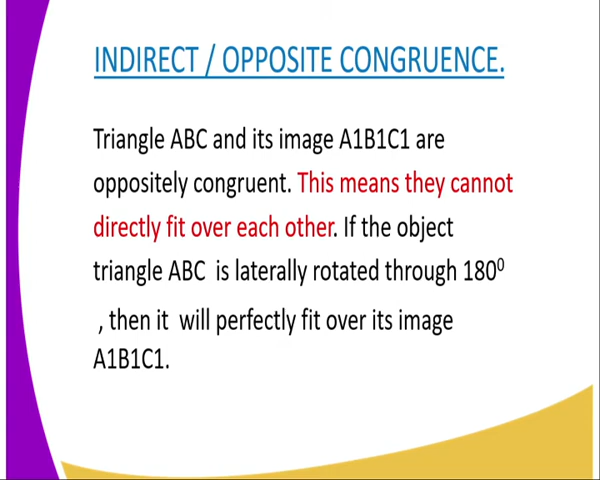 INDIRECT / OPPOSITE CONGRUENCE.
Triangle ABC and its image A1B1C1 are
oppositely congruent. This means they cannot
directly fit over each other. If the object
triangle ABC is laterally rotated through 180⁰
, then it will perfectly fit over its image
A1B1C1.